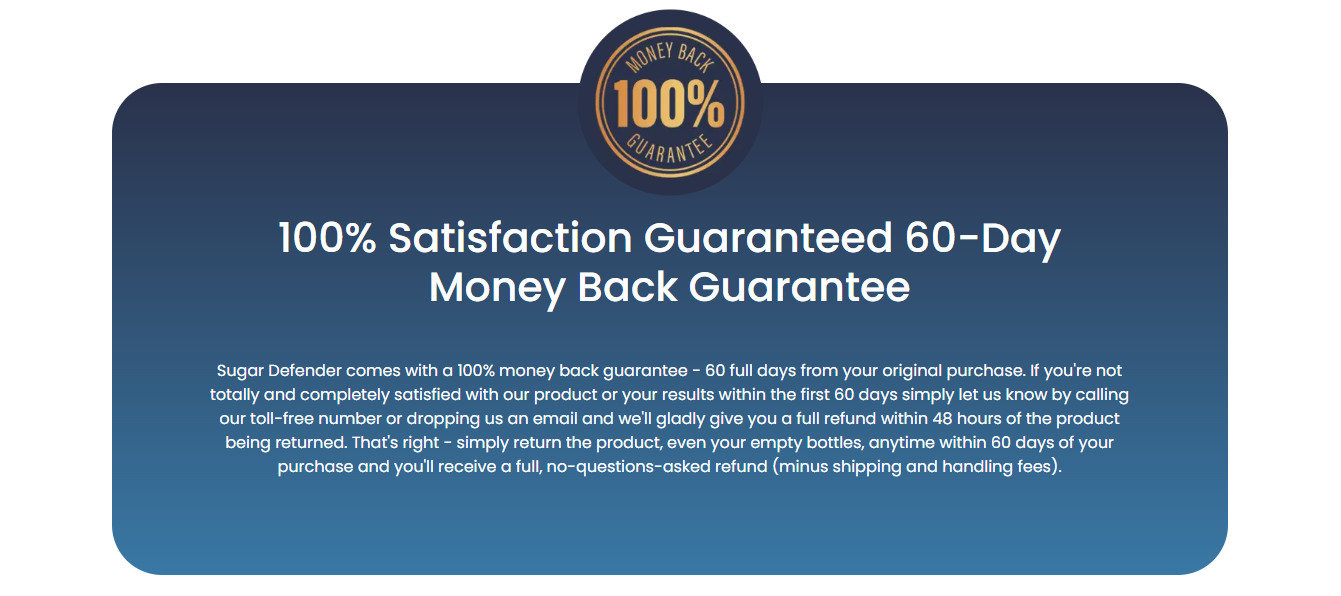 MONEY BACK
100%
GUARANTEE
100% Satisfaction Guaranteed 60-Day
Money Back Guarantee
Sugar Defender comes with a 100% money back guarantee - 60 full days from your original purchase. If you're not
totally and completely satisfied with our product or your results within the first 60 days simply let us know by calling
our toll-free number or dropping us an email and we'll gladly give you a full refund within 48 hours of the product
being returned. That's right - simply return the product, even your empty bottles, anytime within 60 days of your
purchase and you'll receive a full, no-questions-asked refund (minus shipping and handling fees).